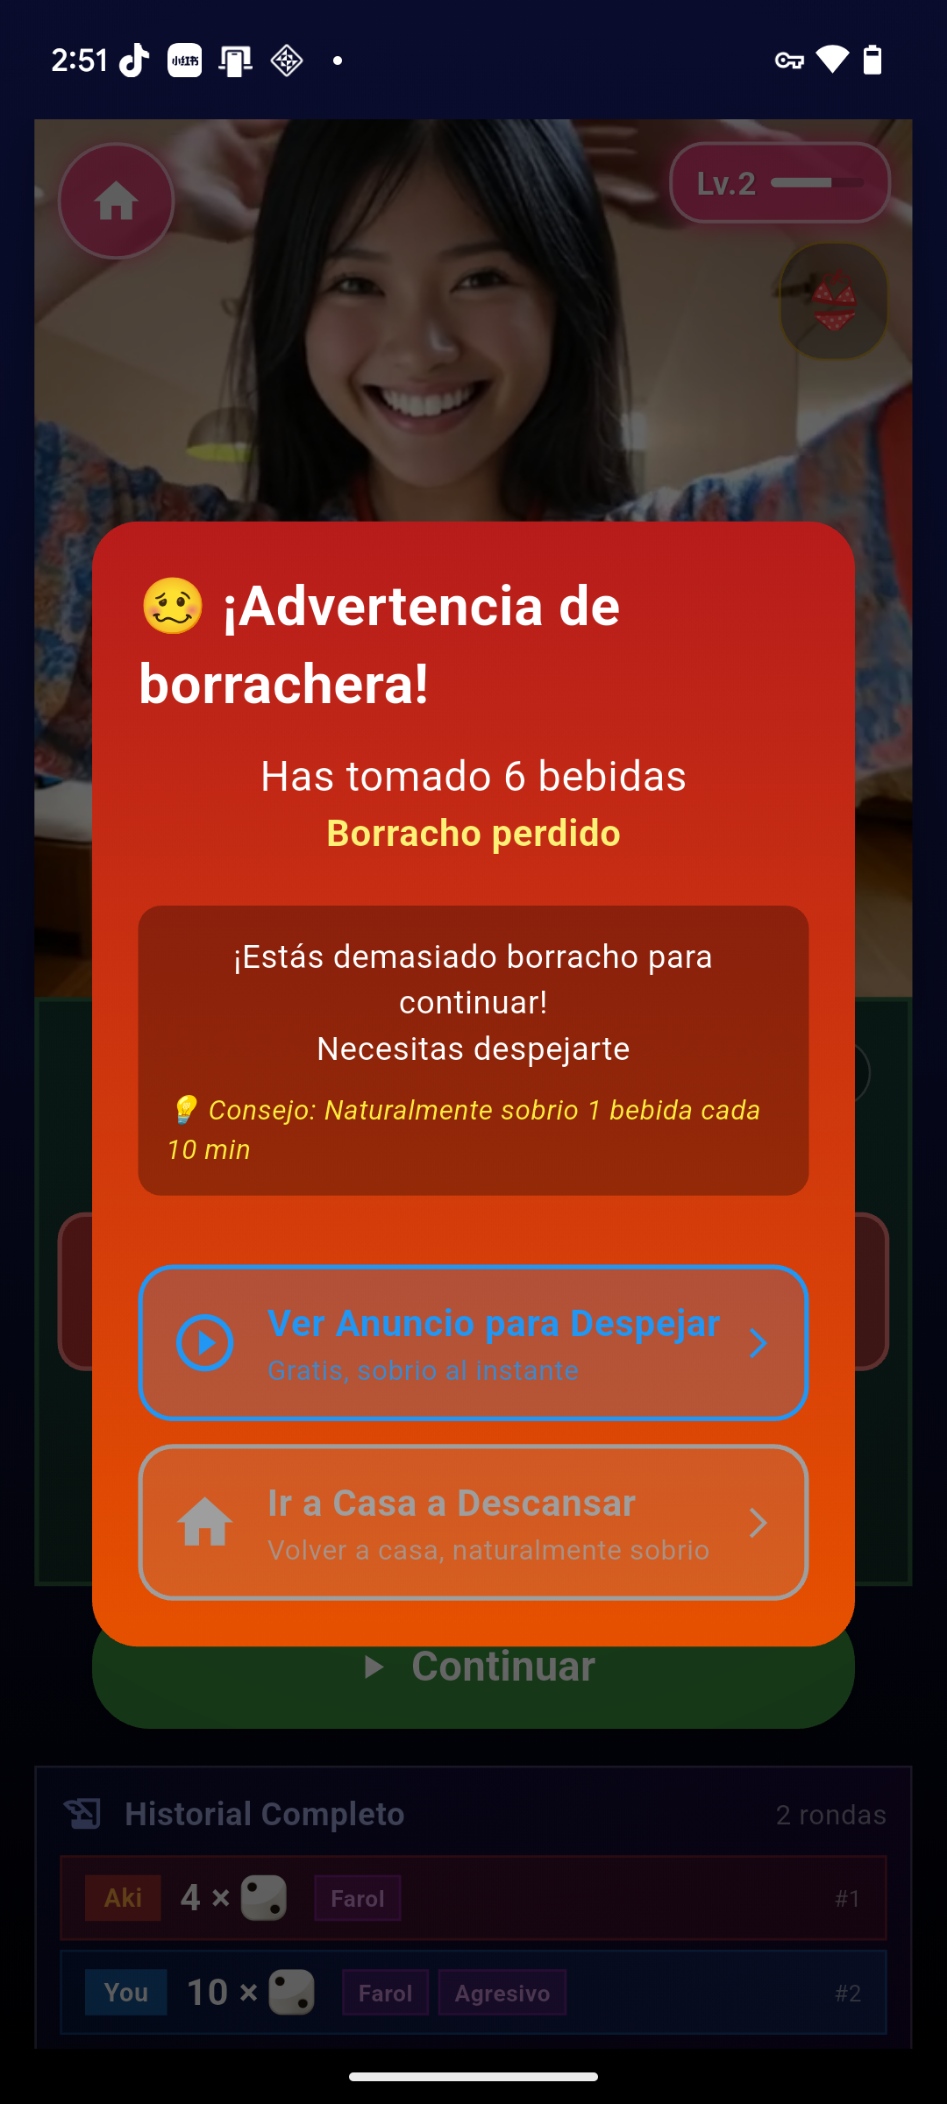 2:51
小红书
Lv.2
🥴 ¡Advertencia de
borrachera!
Has tomado 6 bebidas
Borracho perdido
¡Estás demasiado borracho para
continuar!
Necesitas despejarte
💡 Consejo: Naturalmente sobrio 1 bebida cada
10 min
Ver Anuncio para Despejar
Gratis, sobrio al instante
Ir a Casa a Descansar
Volver a casa, naturalmente sobrio
Continuar
Historial Completo 2 rondas
Aki 4 × Farol #1
You 10 × Farol Agresivo #2